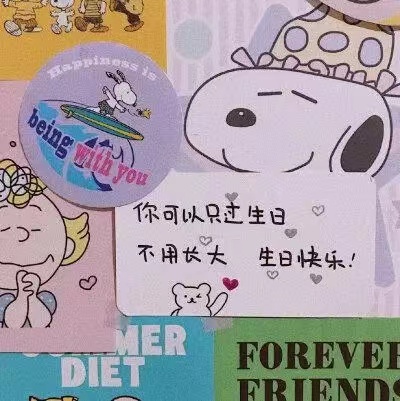 Happiness is
being with you
你可以只过生日
不用长大 生日快乐!
SUMMER
DIET
FOREVER
FRIENDS